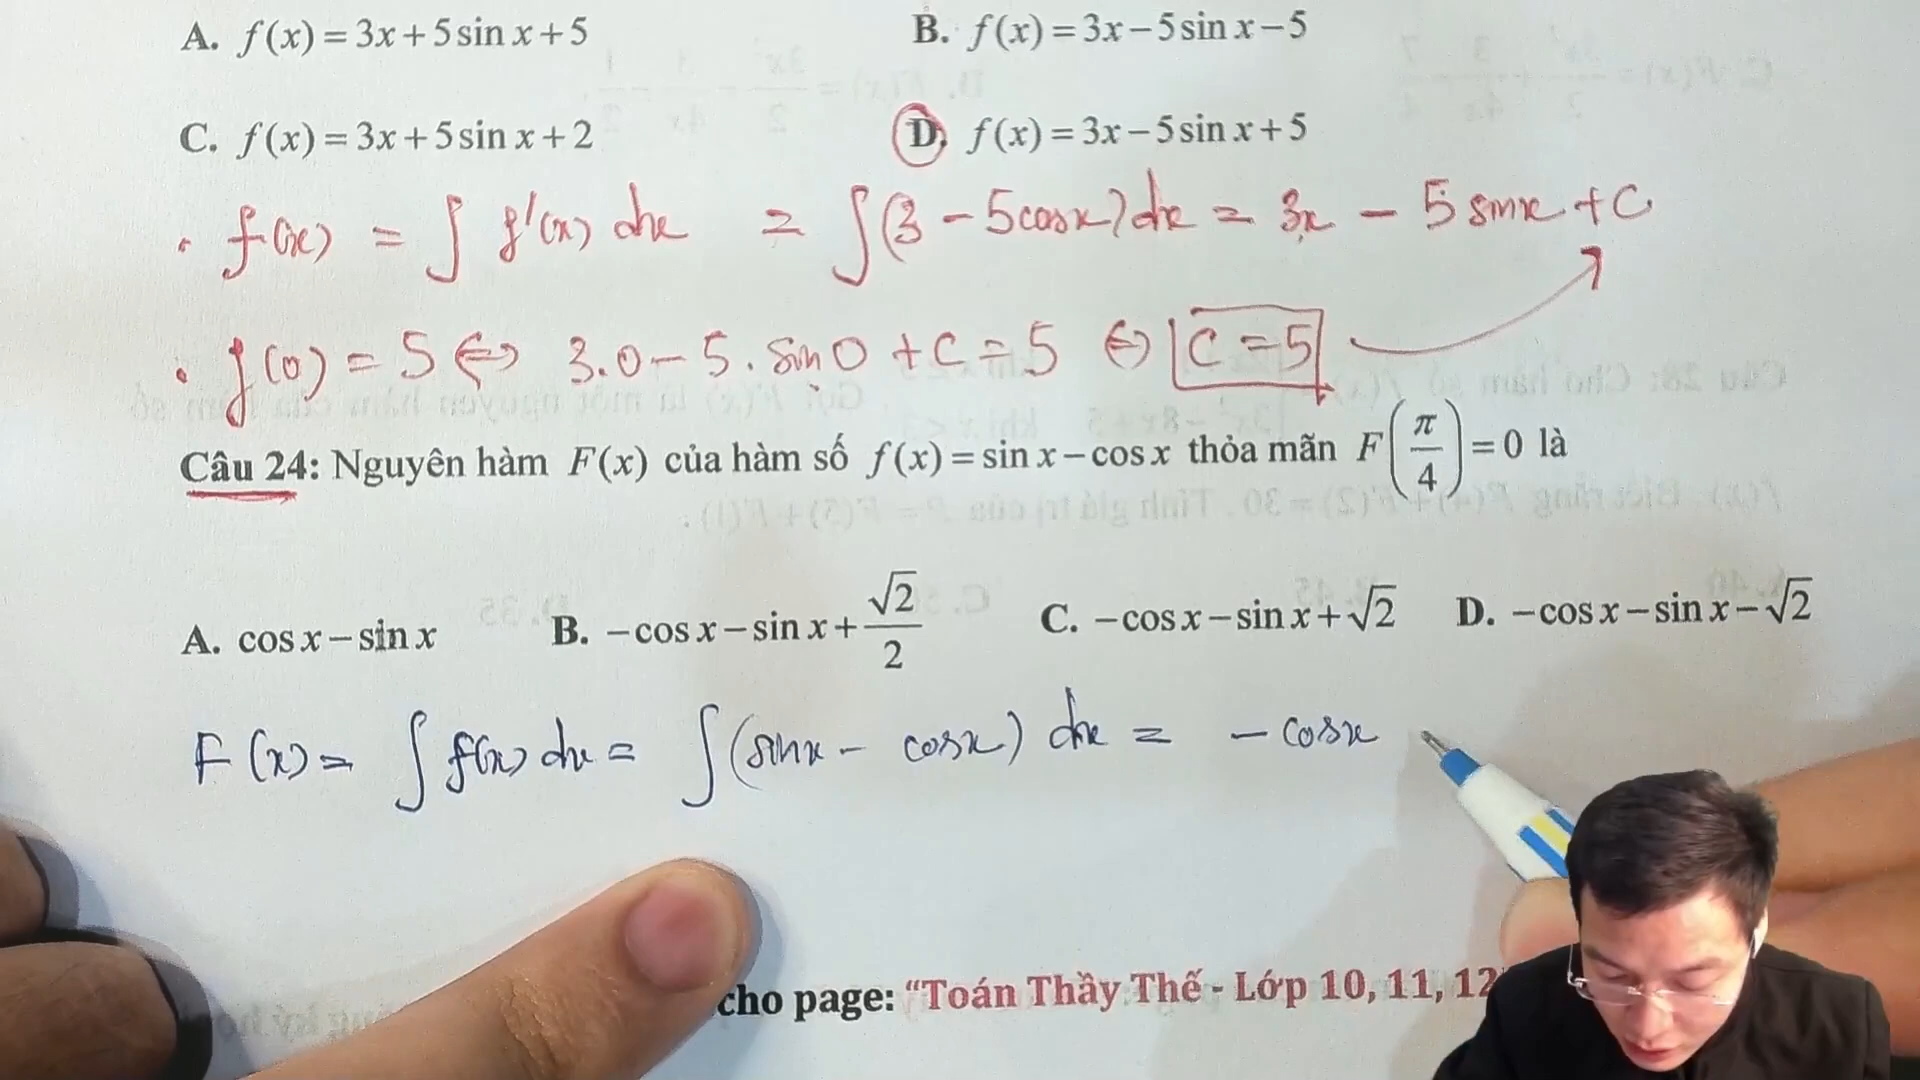 A. f(x) = 3x + 5 sin x + 5 B. f(x) = 3x − 5 sin x − 5
C. f(x) = 3x + 5 sin x + 2 D. f(x) = 3x − 5 sin x + 5
f(x) = ∫ f'(x) dx = ∫(3 − 5cosx)dx = 3x − 5 sinx + C
f(0) = 5 ⇔ 3.0 − 5. sin 0 + C = 5 ⇔ C = 5
Câu 24: Nguyên hàm F(x) của hàm số f(x) = sin x − cos x thỏa mãn F(π/4) = 0 là
A. cos x − sin x B. −cos x − sin x + √2/2 C. −cos x − sin x + √2 D. −cos x − sin x − √2
F(x) = ∫ f(x) dx = ∫(sinx − cosx) dx = − cosx
cho page: “Toán Thầy Thế - Lớp 10, 11, 12